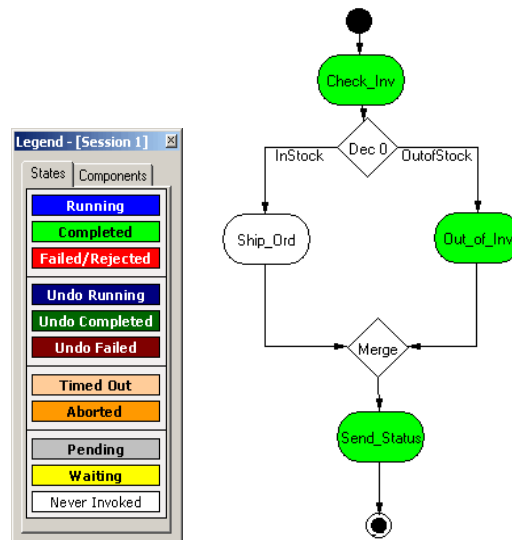 Legend - [Session 1]
States
Components
Running
Completed
Failed/Rejected
Undo Running
Undo Completed
Undo Failed
Timed Out
Aborted
Pending
Waiting
Never Invoked
Check_Inv
InStock
Dec 0
OutofStock
Ship_Ord
Out_of_Inv
Merge
Send_Status